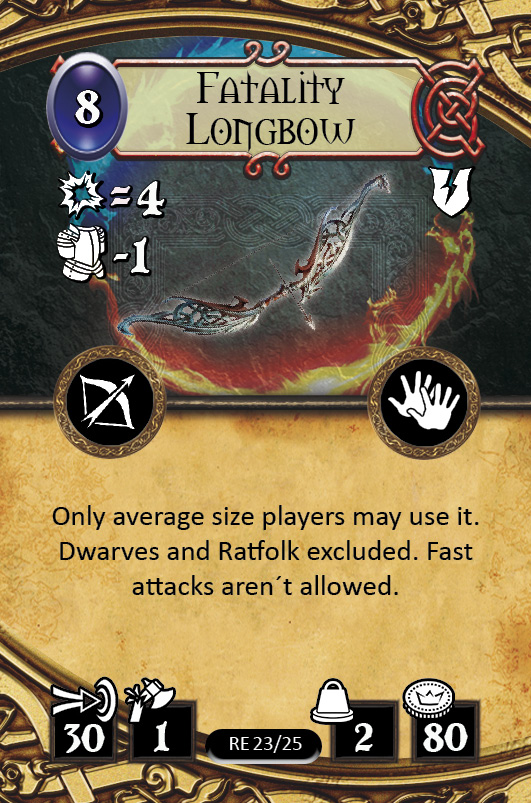 8
Fatality
Longbow
=4
-1
Only average size players may use it.
Dwarves and Ratfolk excluded. Fast
attacks aren´t allowed.
30
1
RE 23/25
2
80